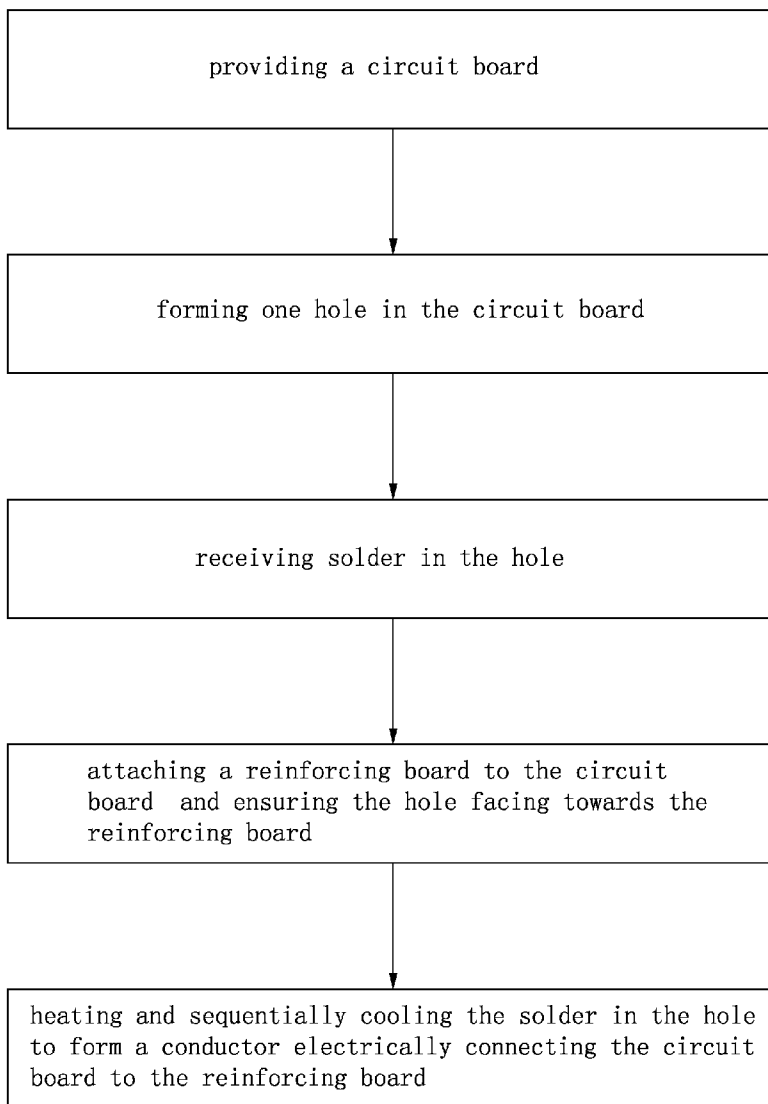 providing a circuit board
forming one hole in the circuit board
receiving solder in the hole
attaching a reinforcing board to the circuit
board and ensuring the hole facing towards the
reinforcing board
heating and sequentially cooling the solder in the hole
to form a conductor electrically connecting the circuit
board to the reinforcing board